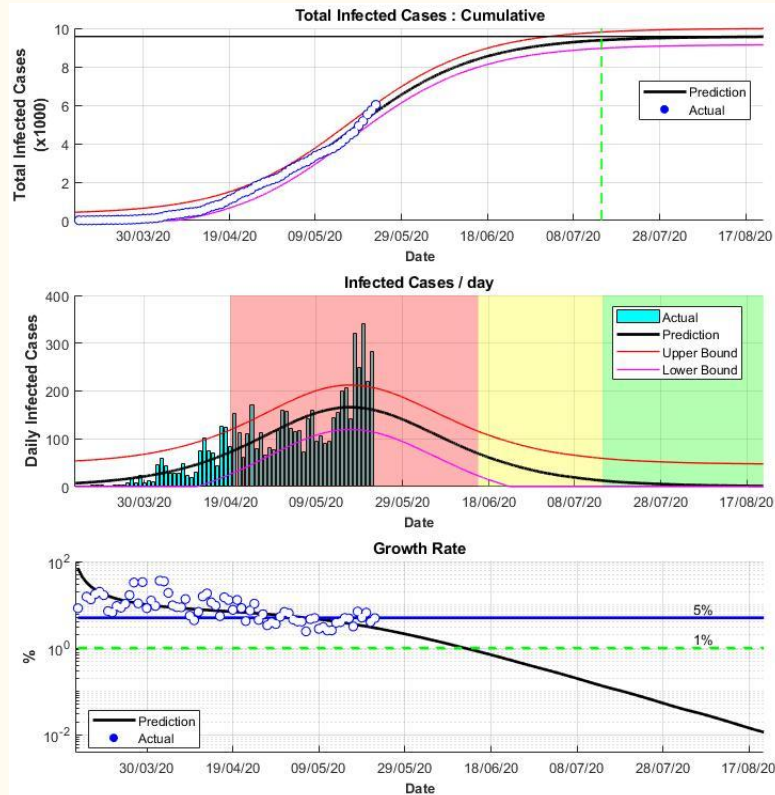 Total Infected Cases : Cumulative
Total Infected Cases
(x1000)
10
8
6
4
2
0
Prediction
Actual
30/03/20 19/04/20 09/05/20 29/05/20 18/06/20 08/07/20 28/07/20 17/08/20
Date
Infected Cases / day
Daily Infected Cases
400
300
200
100
0
Actual
Prediction
Upper Bound
Lower Bound
30/03/20 19/04/20 09/05/20 29/05/20 18/06/20 08/07/20 28/07/20 17/08/20
Date
Growth Rate
%
10²
10⁰
10⁻²
5%
1%
Prediction
Actual
30/03/20 19/04/20 09/05/20 29/05/20 18/06/20 08/07/20 28/07/20 17/08/20
Date